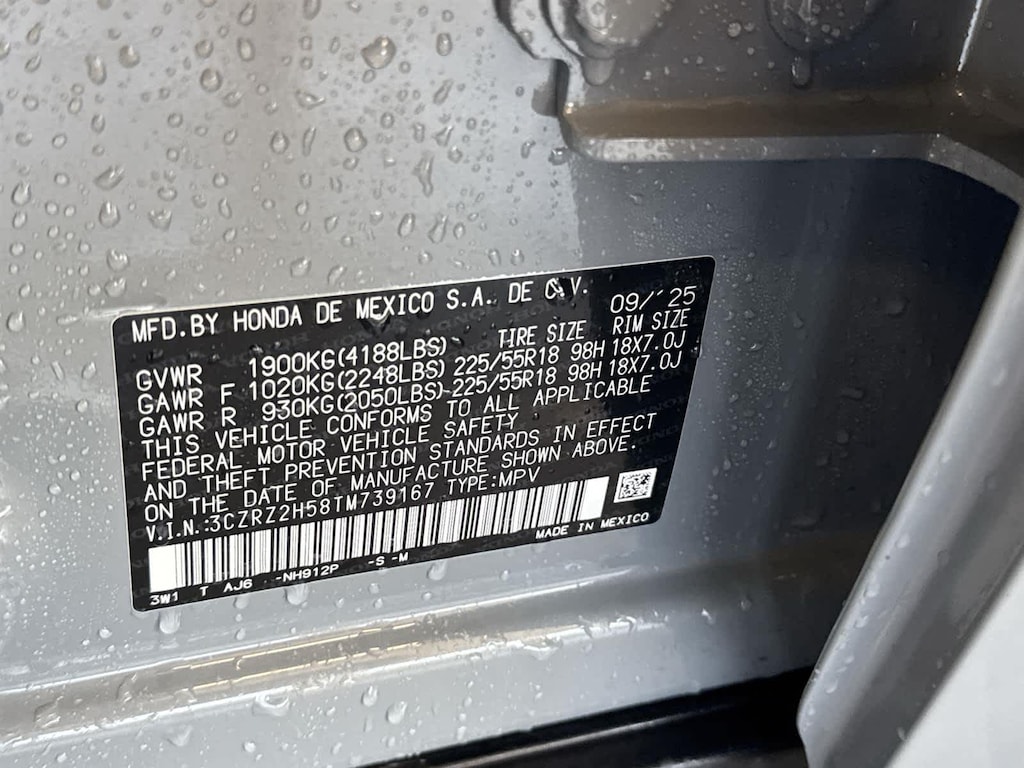 MFD.BY HONDA DE MEXICO S.A. DE C.V. 09/'25
TIRE SIZE RIM SIZE
GVWR 1900KG(4188LBS)
GAWR F 1020KG(2248LBS)-225/55R18 98H 18X7.0J
GAWR R 930KG(2050LBS)-225/55R18 98H 18X7.0J
THIS VEHICLE CONFORMS TO ALL APPLICABLE
FEDERAL MOTOR VEHICLE SAFETY
AND THEFT PREVENTION STANDARDS IN EFFECT
ON THE DATE OF MANUFACTURE SHOWN ABOVE.
V.I.N.:3CZRZ2H58TM739167 TYPE:MPV
MADE IN MEXICO
3W1 T AJ6 -NH912P -S -M